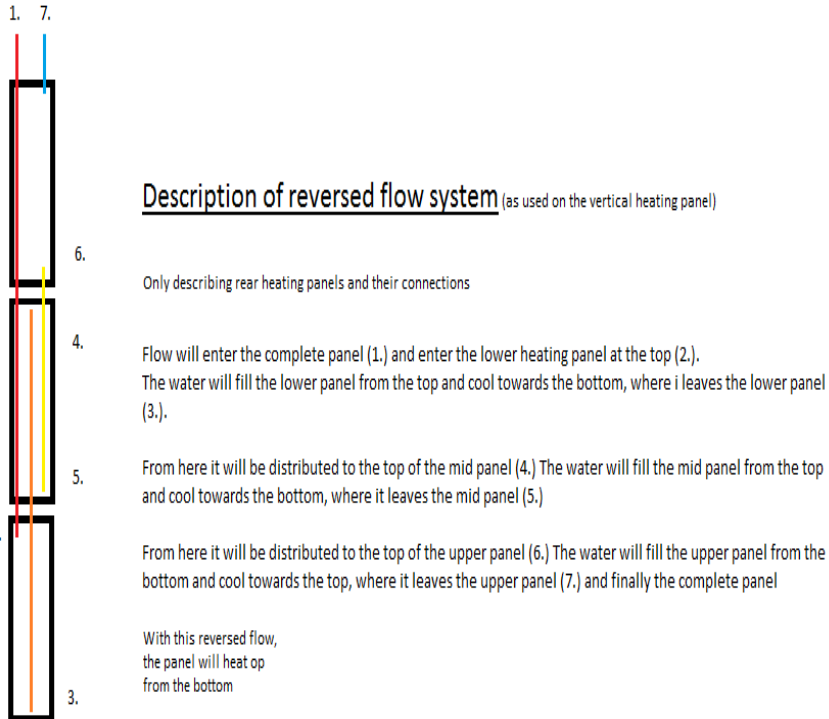 1. 7.
Description of reversed flow system (as used on the vertical heating panel)
6.
Only describing rear heating panels and their connections
4.
Flow will enter the complete panel (1.) and enter the lower heating panel at the top (2.).
The water will fill the lower panel from the top and cool towards the bottom, where i leaves the lower panel
(3.).
5.
From here it will be distributed to the top of the mid panel (4.) The water will fill the mid panel from the top
and cool towards the bottom, where it leaves the mid panel (5.)
From here it will be distributed to the top of the upper panel (6.) The water will fill the upper panel from the
bottom and cool towards the top, where it leaves the upper panel (7.) and finally the complete panel
With this reversed flow,
the panel will heat op
from the bottom
3.